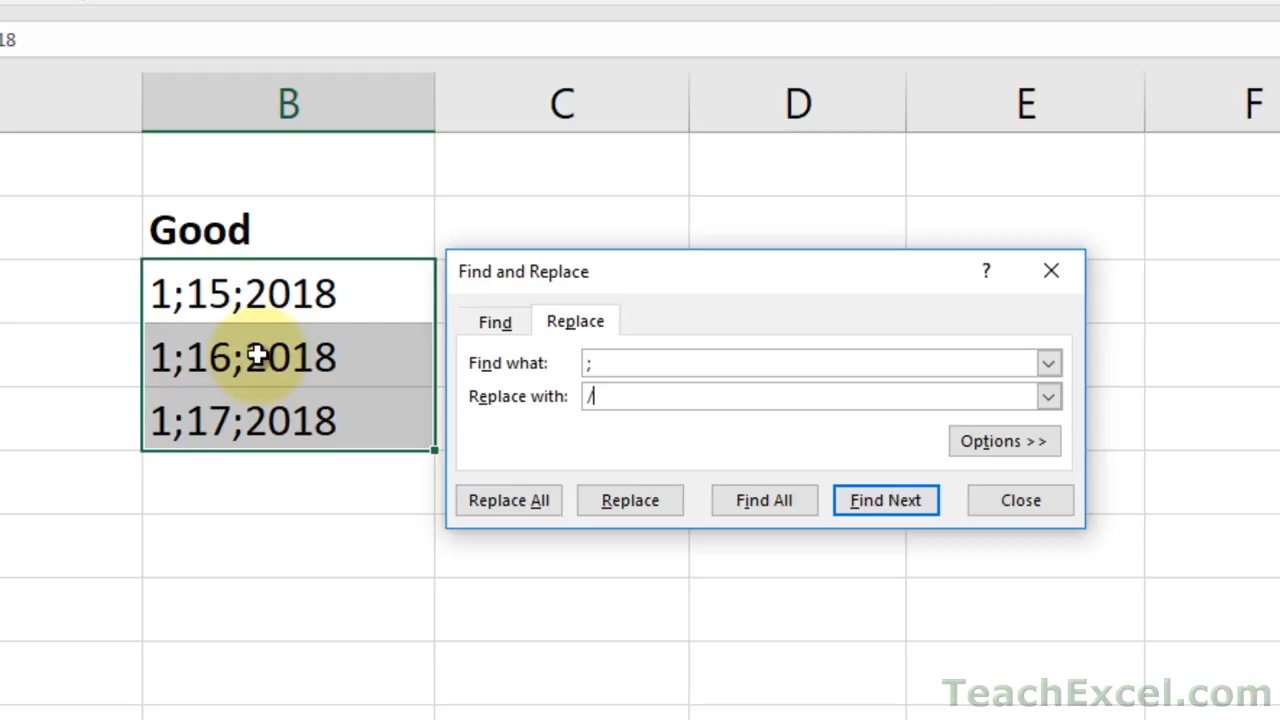 18
B C D E F
Good
1;15;2018
1;16;2018
1;17;2018
Find and Replace ? ×
Find Replace
Find what: ;
Replace with: /
Options >>
Replace All Replace Find All Find Next Close
TeachExcel.com